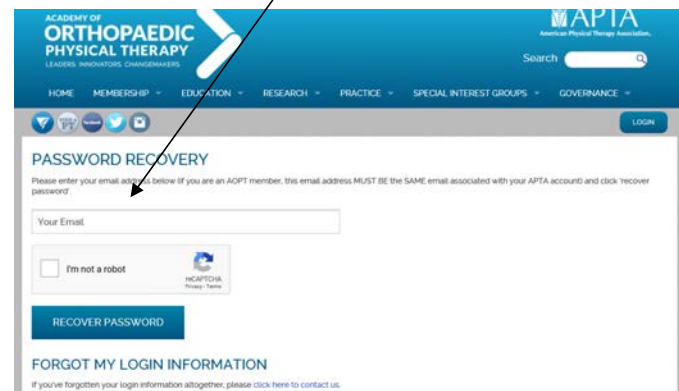 ACADEMY OF
ORTHOPAEDIC
PHYSICAL THERAPY
LEADERS. INNOVATORS. CHANGEMAKERS.
APTA
American Physical Therapy Association.
Search
HOME MEMBERSHIP EDUCATION RESEARCH PRACTICE SPECIAL INTEREST GROUPS GOVERNANCE
LOGIN
PASSWORD RECOVERY
Please enter your email address below (if you are an AOPT member, this email address MUST BE the SAME email associated with your APTA account) and click 'recover
password'.
Your Email
I'm not a robot
reCAPTCHA
Privacy - Terms
RECOVER PASSWORD
FORGOT MY LOGIN INFORMATION
If you've forgotten your login information altogether, please click here to contact us.